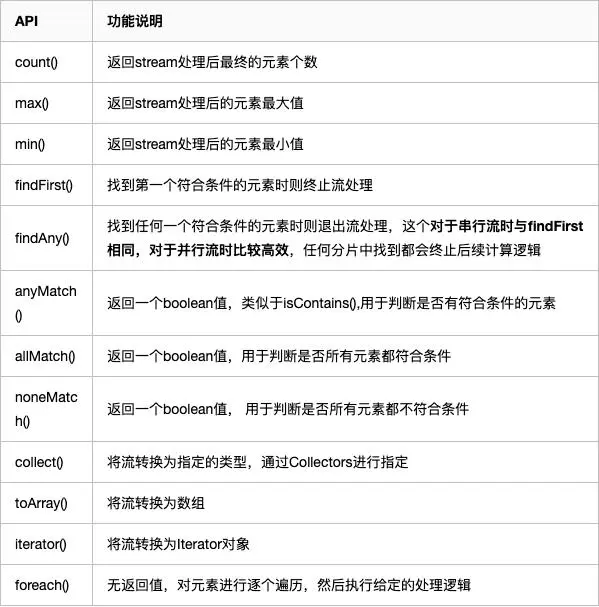 API 功能说明
count() 返回stream处理后最终的元素个数
max() 返回stream处理后的元素最大值
min() 返回stream处理后的元素最小值
findFirst() 找到第一个符合条件的元素时则终止流处理
findAny() 找到任何一个符合条件的元素时则退出流处理，这个对于串行流时与findFirst
相同，对于并行流时比较高效，任何分片中找到都会终止后续计算逻辑
anyMatch
() 返回一个boolean值，类似于isContains(),用于判断是否有符合条件的元素
allMatch() 返回一个boolean值，用于判断是否所有元素都符合条件
noneMatc
h() 返回一个boolean值， 用于判断是否所有元素都不符合条件
collect() 将流转换为指定的类型，通过Collectors进行指定
toArray() 将流转换为数组
iterator() 将流转换为Iterator对象
foreach() 无返回值，对元素进行逐个遍历，然后执行给定的处理逻辑